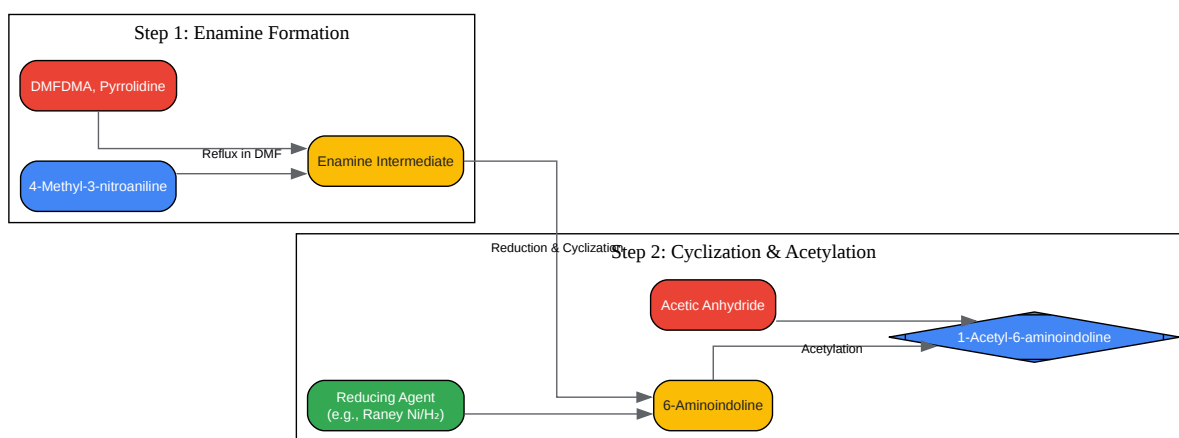 Step 1: Enamine Formation
DMFDMA, Pyrrolidine
Reflux in DMF
Enamine Intermediate
4-Methyl-3-nitroaniline
Reduction & Cyclization
Step 2: Cyclization & Acetylation
Acetic Anhydride
1-Acetyl-6-aminoindoline
Acetylation
Reducing Agent
(e.g., Raney Ni/H₂)
6-Aminoindoline